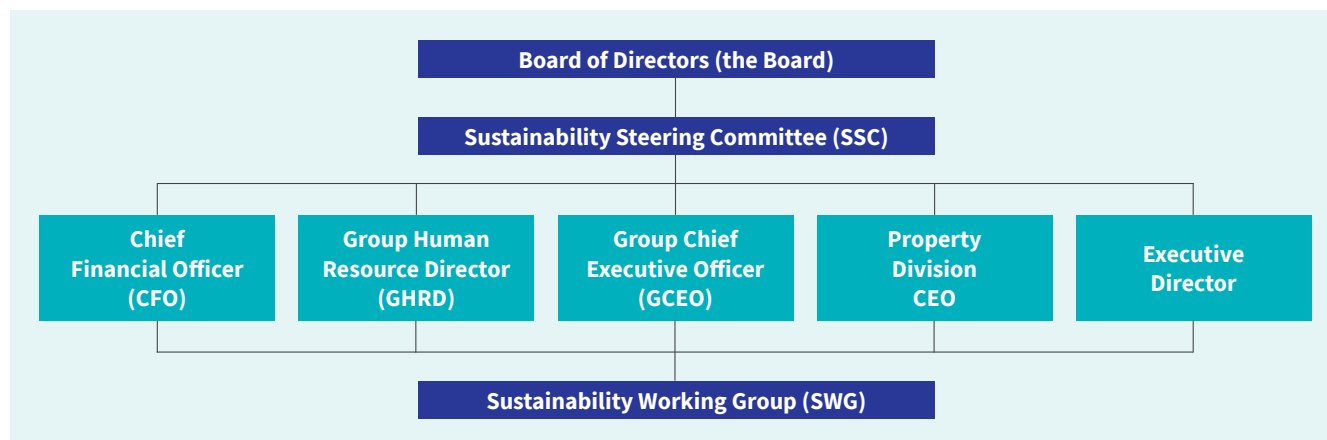 Board of Directors (the Board)
Sustainability Steering Committee (SSC)
Chief
Financial Officer
(CFO)
Group Human
Resource Director
(GHRD)
Group Chief
Executive Officer
(GCEO)
Property
Division
CEO
Executive
Director
Sustainability Working Group (SWG)